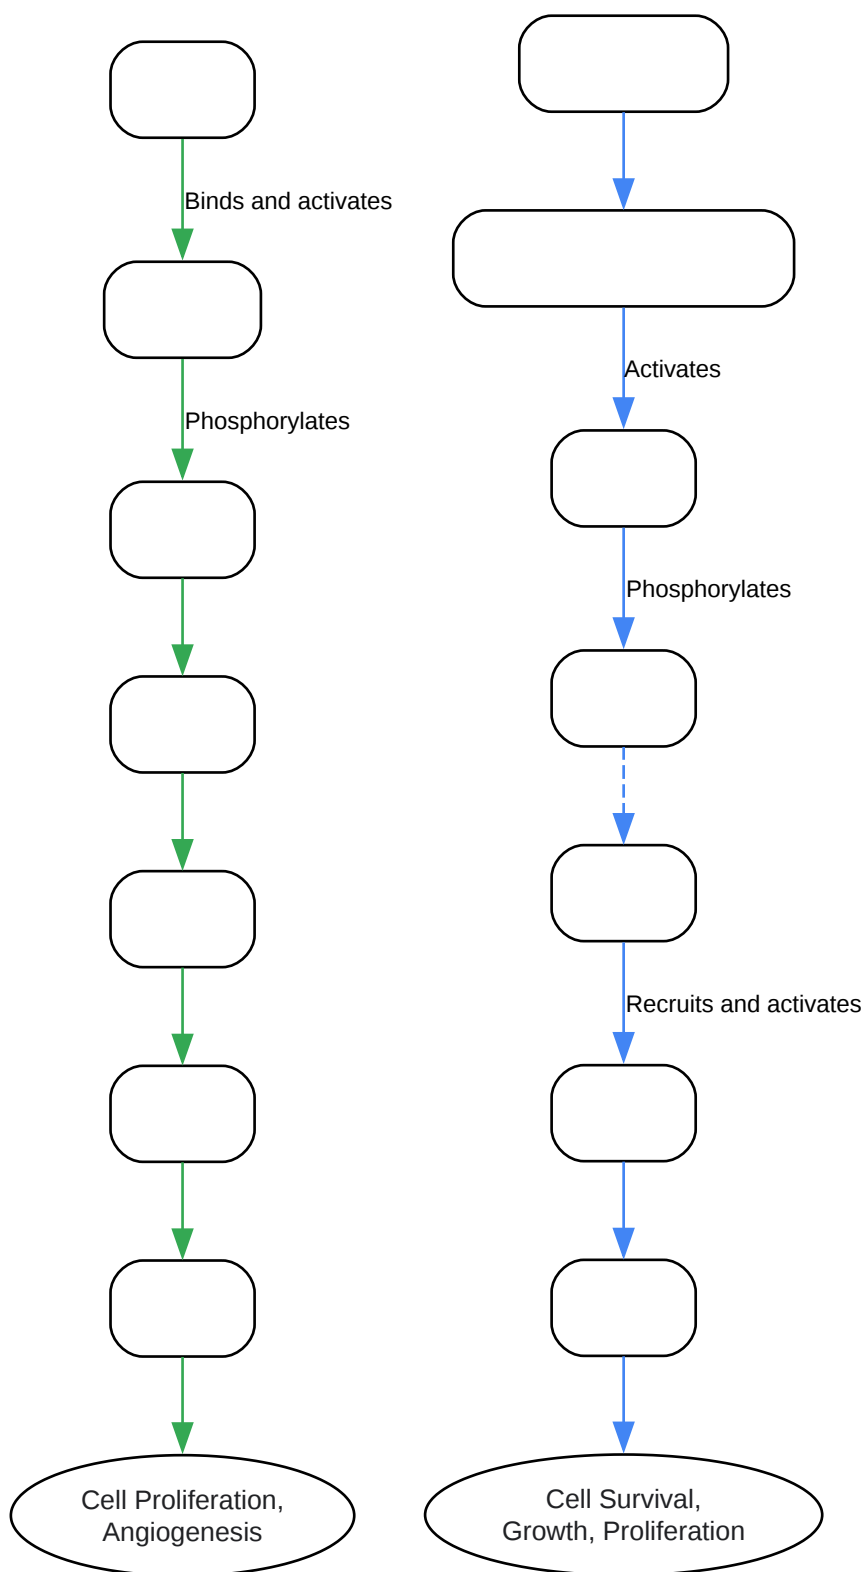 Binds and activates
Phosphorylates
Cell Proliferation,
Angiogenesis
Activates
Phosphorylates
Recruits and activates
Cell Survival,
Growth, Proliferation